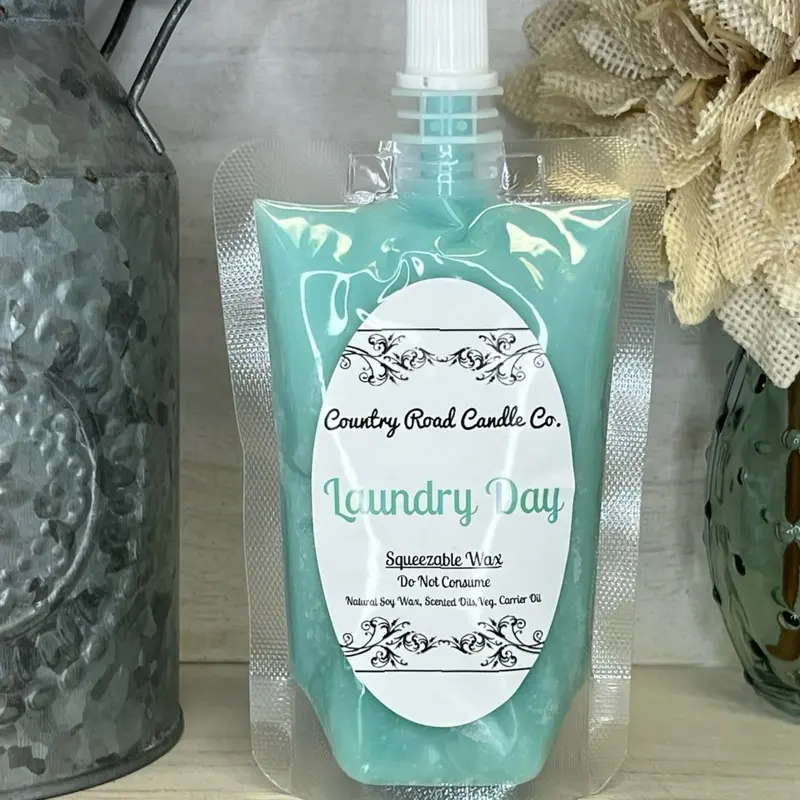 Country Road Candle Co.
Laundry Day
Squeezable Wax
Do Not Consume
Natural Soy Wax, Scented Oils, Veg. Carrier Oil